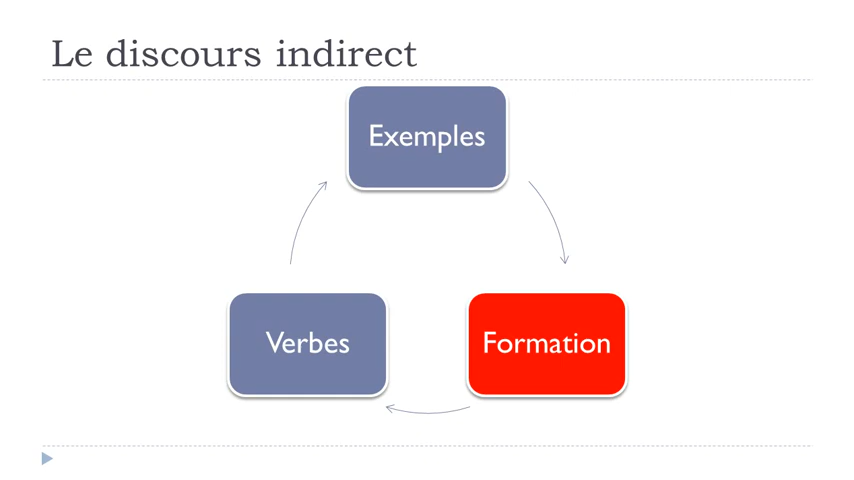 Le discours indirect
Exemples
Verbes
Formation